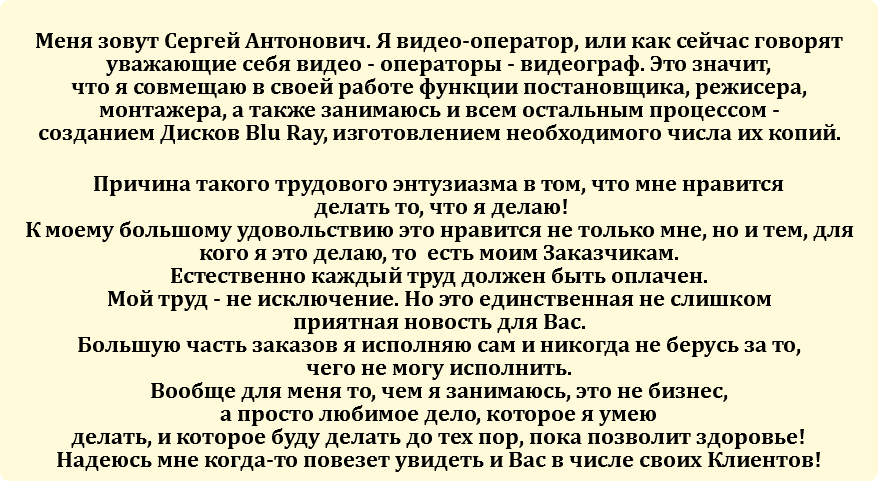 Меня зовут Сергей Антонович. Я видео-оператор, или как сейчас говорят
уважающие себя видео - операторы - видеограф. Это значит,
что я совмещаю в своей работе функции постановщика, режисера,
монтажера, а также занимаюсь и всем остальным процессом -
созданием Дисков Blu Ray, изготовлением необходимого числа их копий.
Причина такого трудового энтузиазма в том, что мне нравится
делать то, что я делаю!
К моему большому удовольствию это нравится не только мне, но и тем, для
кого я это делаю, то  есть моим Заказчикам.
Естественно каждый труд должен быть оплачен.
Мой труд - не исключение. Но это единственная не слишком
приятная новость для Вас.
Большую часть заказов я исполняю сам и никогда не берусь за то,
чего не могу исполнить.
Вообще для меня то, чем я занимаюсь, это не бизнес,
а просто любимое дело, которое я умею
делать, и которое буду делать до тех пор, пока позволит здоровье!
Надеюсь мне когда-то повезет увидеть и Вас в числе своих Клиентов!